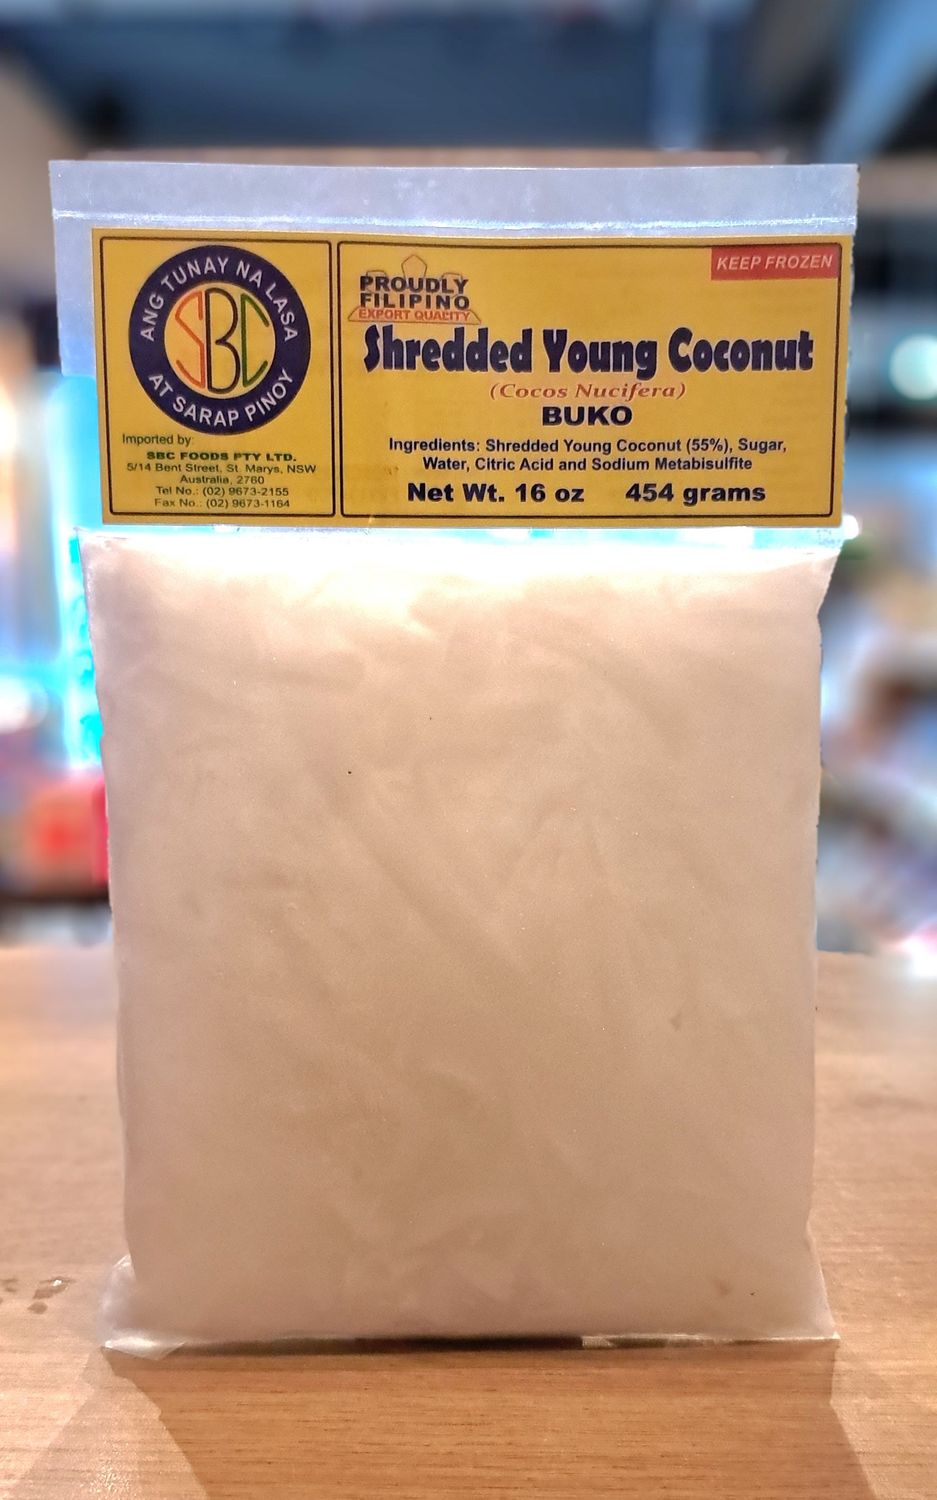 ANG TUNAY NA LASA
SBC
AT SARAP PINOY
Imported by:
SBC FOODS PTY LTD.
5/14 Bent Street, St. Marys, NSW
Australia, 2760
Tel No.: (02) 9673-2155
Fax No.: (02) 9673-1164
KEEP FROZEN
PROUDLY
FILIPINO
EXPORT QUALITY
Shredded Young Coconut
(Cocos Nucifera)
BUKO
Ingredients: Shredded Young Coconut (55%), Sugar,
Water, Citric Acid and Sodium Metabisulfite
Net Wt. 16 oz 454 grams